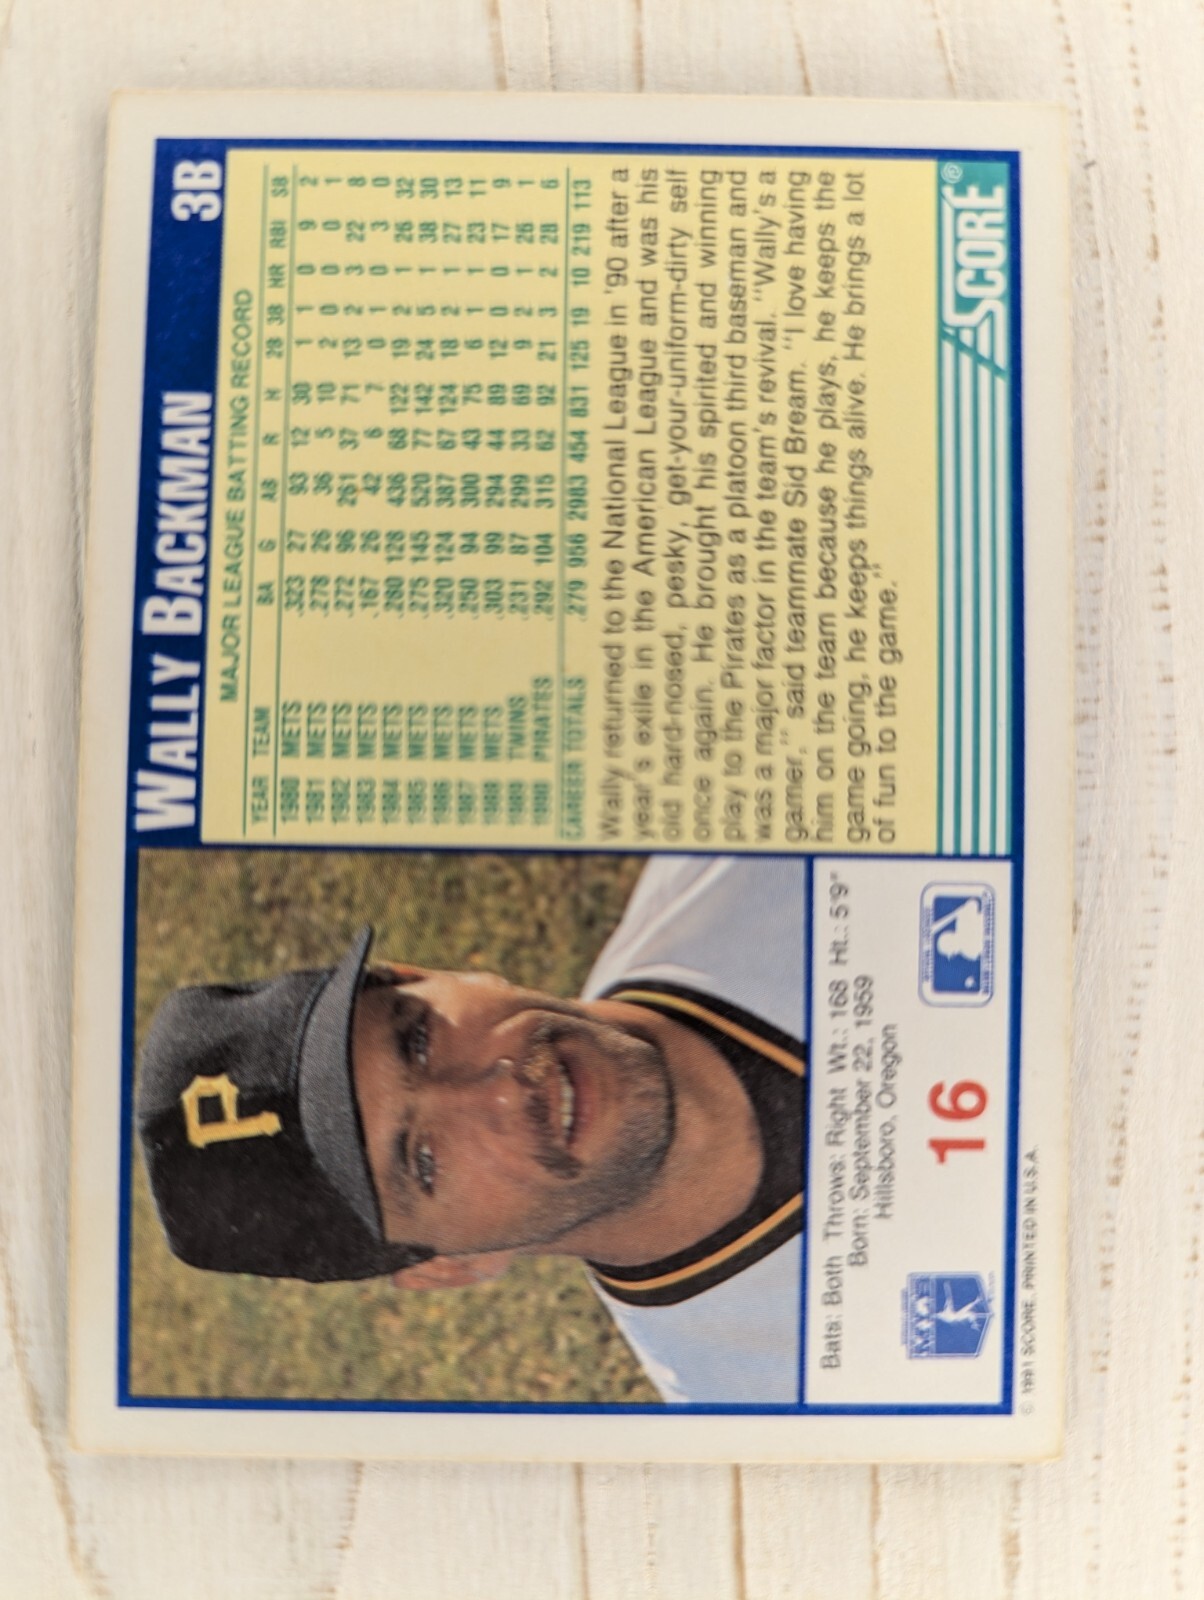 WALLY BACKMAN 3B
MAJOR LEAGUE BATTING RECORD
YEAR TEAM BA G AB R H 2B 3B HR RBI SB
1980 METS .323 27 93 12 30 1 1 0 9 2
1981 METS .278 26 36 5 10 2 0 0 0 1
1982 METS .272 96 261 37 71 13 2 3 22 8
1983 METS .167 26 42 6 7 0 1 0 3 0
1984 METS .280 128 436 68 122 19 2 1 26 32
1985 METS .275 145 520 77 142 24 5 1 38 30
1986 METS .320 124 387 67 124 18 2 1 27 13
1987 METS .250 94 300 43 75 6 1 1 23 11
1988 METS .303 99 294 44 89 12 0 0 17 9
1989 TWINS .231 87 299 33 69 9 2 1 26 1
1990 PIRATES .292 104 315 62 92 21 3 2 28 6
CAREER TOTALS .279 956 2983 454 831 125 19 10 219 113
Wally returned to the National League in '90 after a
year's exile in the American League and was his
old hard-nosed, pesky, get-your-uniform-dirty self
once again. He brought his spirited and winning
play to the Pirates as a platoon third baseman and
was a major factor in the team's revival. "Wally's a
gamer," said teammate Sid Bream. "I love having
him on the team because he plays, he keeps the
game going, he keeps things alive. He brings a lot
of fun to the game."
SCORE®
P
Bats: Both Throws: Right Wt.: 168 Ht.: 5'9"
Born: September 22, 1959
Hillsboro, Oregon
16
© 1991 SCORE, PRINTED IN U.S.A.